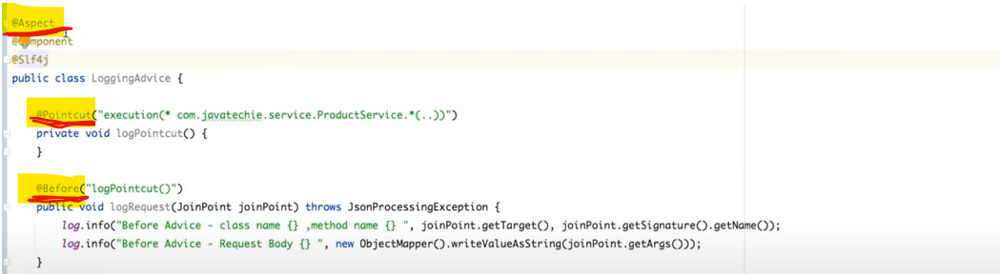 @Aspect
@Component
@Slf4j
public class LoggingAdvice {
@Pointcut("execution(* com.javatechie.service.ProductService.*(..))")
private void logPointcut() {
}
@Before("logPointcut()")
public void logRequest(JoinPoint joinPoint) throws JsonProcessingException {
log.info("Before Advice - class name {} ,method name {} ", joinPoint.getTarget(), joinPoint.getSignature().getName());
log.info("Before Advice - Request Body {} ", new ObjectMapper().writeValueAsString(joinPoint.getArgs()));
}